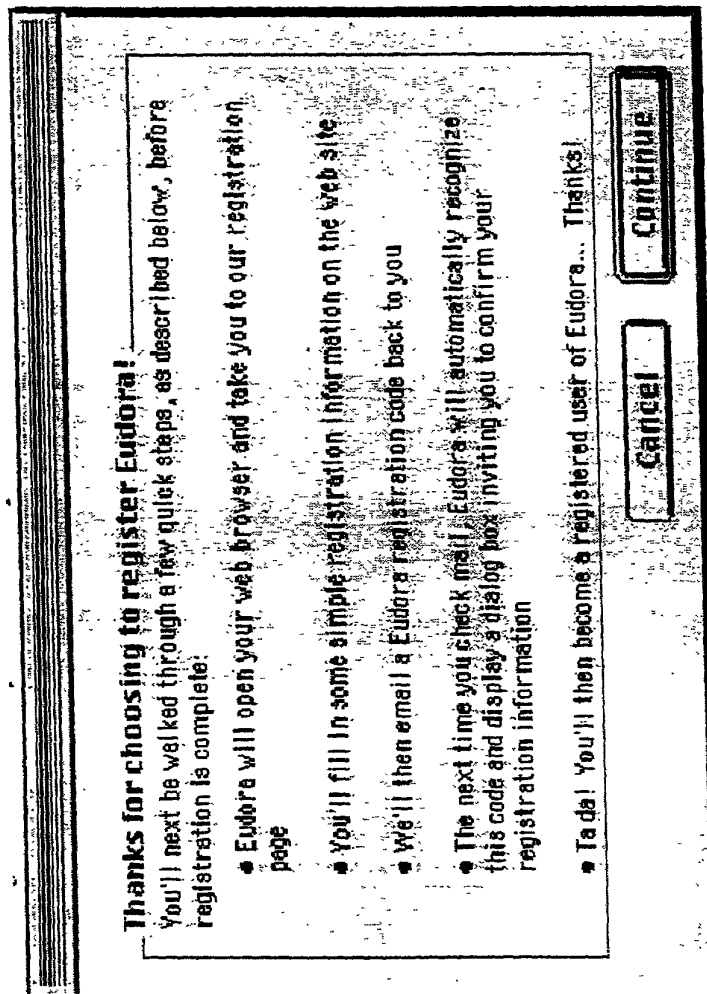 Thanks for choosing to register Eudora!
You'll next be walked through a few quick steps, as described below, before
registration is complete:
● Eudora will open your web browser and take you to our registration
page
● You'll fill in some simple registration information on the web site
● We'll then email a Eudora registration code back to you
● The next time you check mail, Eudora will automatically recognize
this code and display a dialog box inviting you to confirm your
registration information
● Ta da! You'll then become a registered user of Eudora... Thanks!
Cancel
Continue